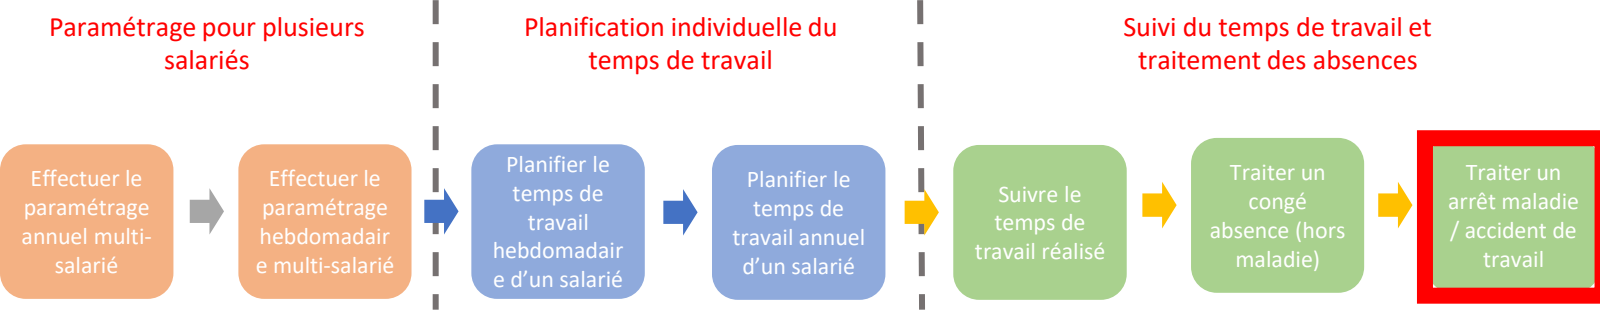 Paramétrage pour plusieurs
salariés
Planification individuelle du
temps de travail
Suivi du temps de travail et
traitement des absences
Effectuer le
paramétrage
annuel multi-
salarié
Effectuer le
paramétrage
hebdomadair
e multi-salarié
Planifier le
temps de
travail
hebdomadair
e d’un salarié
Planifier le
temps de
travail annuel
d’un salarié
Suivre le
temps de
travail réalisé
Traiter un
congé
absence (hors
maladie)
Traiter un
arrêt maladie
/ accident de
travail